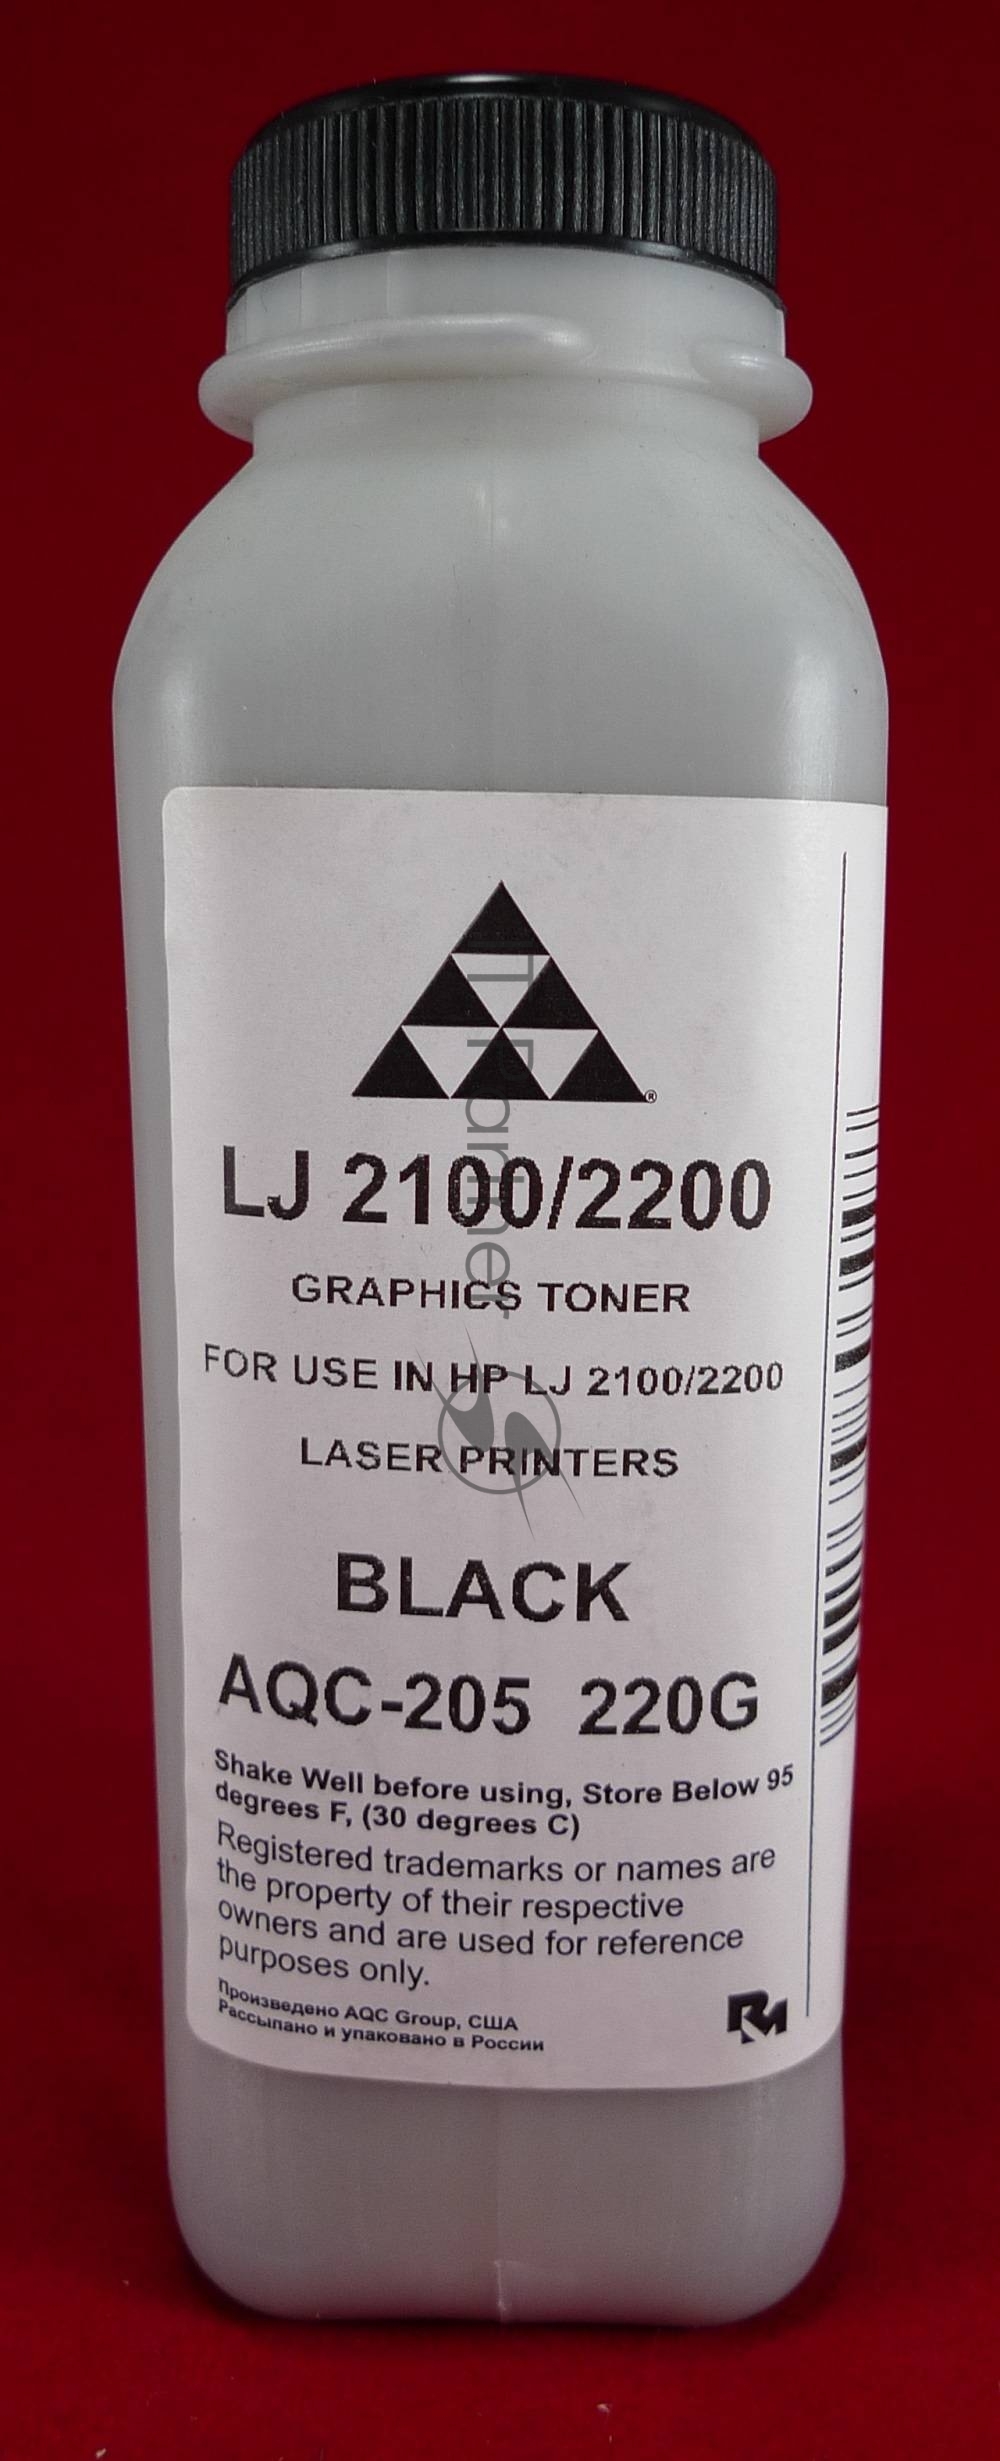 ®
LJ 2100/2200
GRAPHICS TONER
FOR USE IN HP LJ 2100/2200
LASER PRINTERS
BLACK
AQC-205 220G
Shake Well before using, Store Below 95
degrees F, (30 degrees C)
Registered trademarks or names are
the property of their respective
owners and are used for reference
purposes only.
Произведено AQC Group, США
Рассыпано и упаковано в России
RM
ITPartner